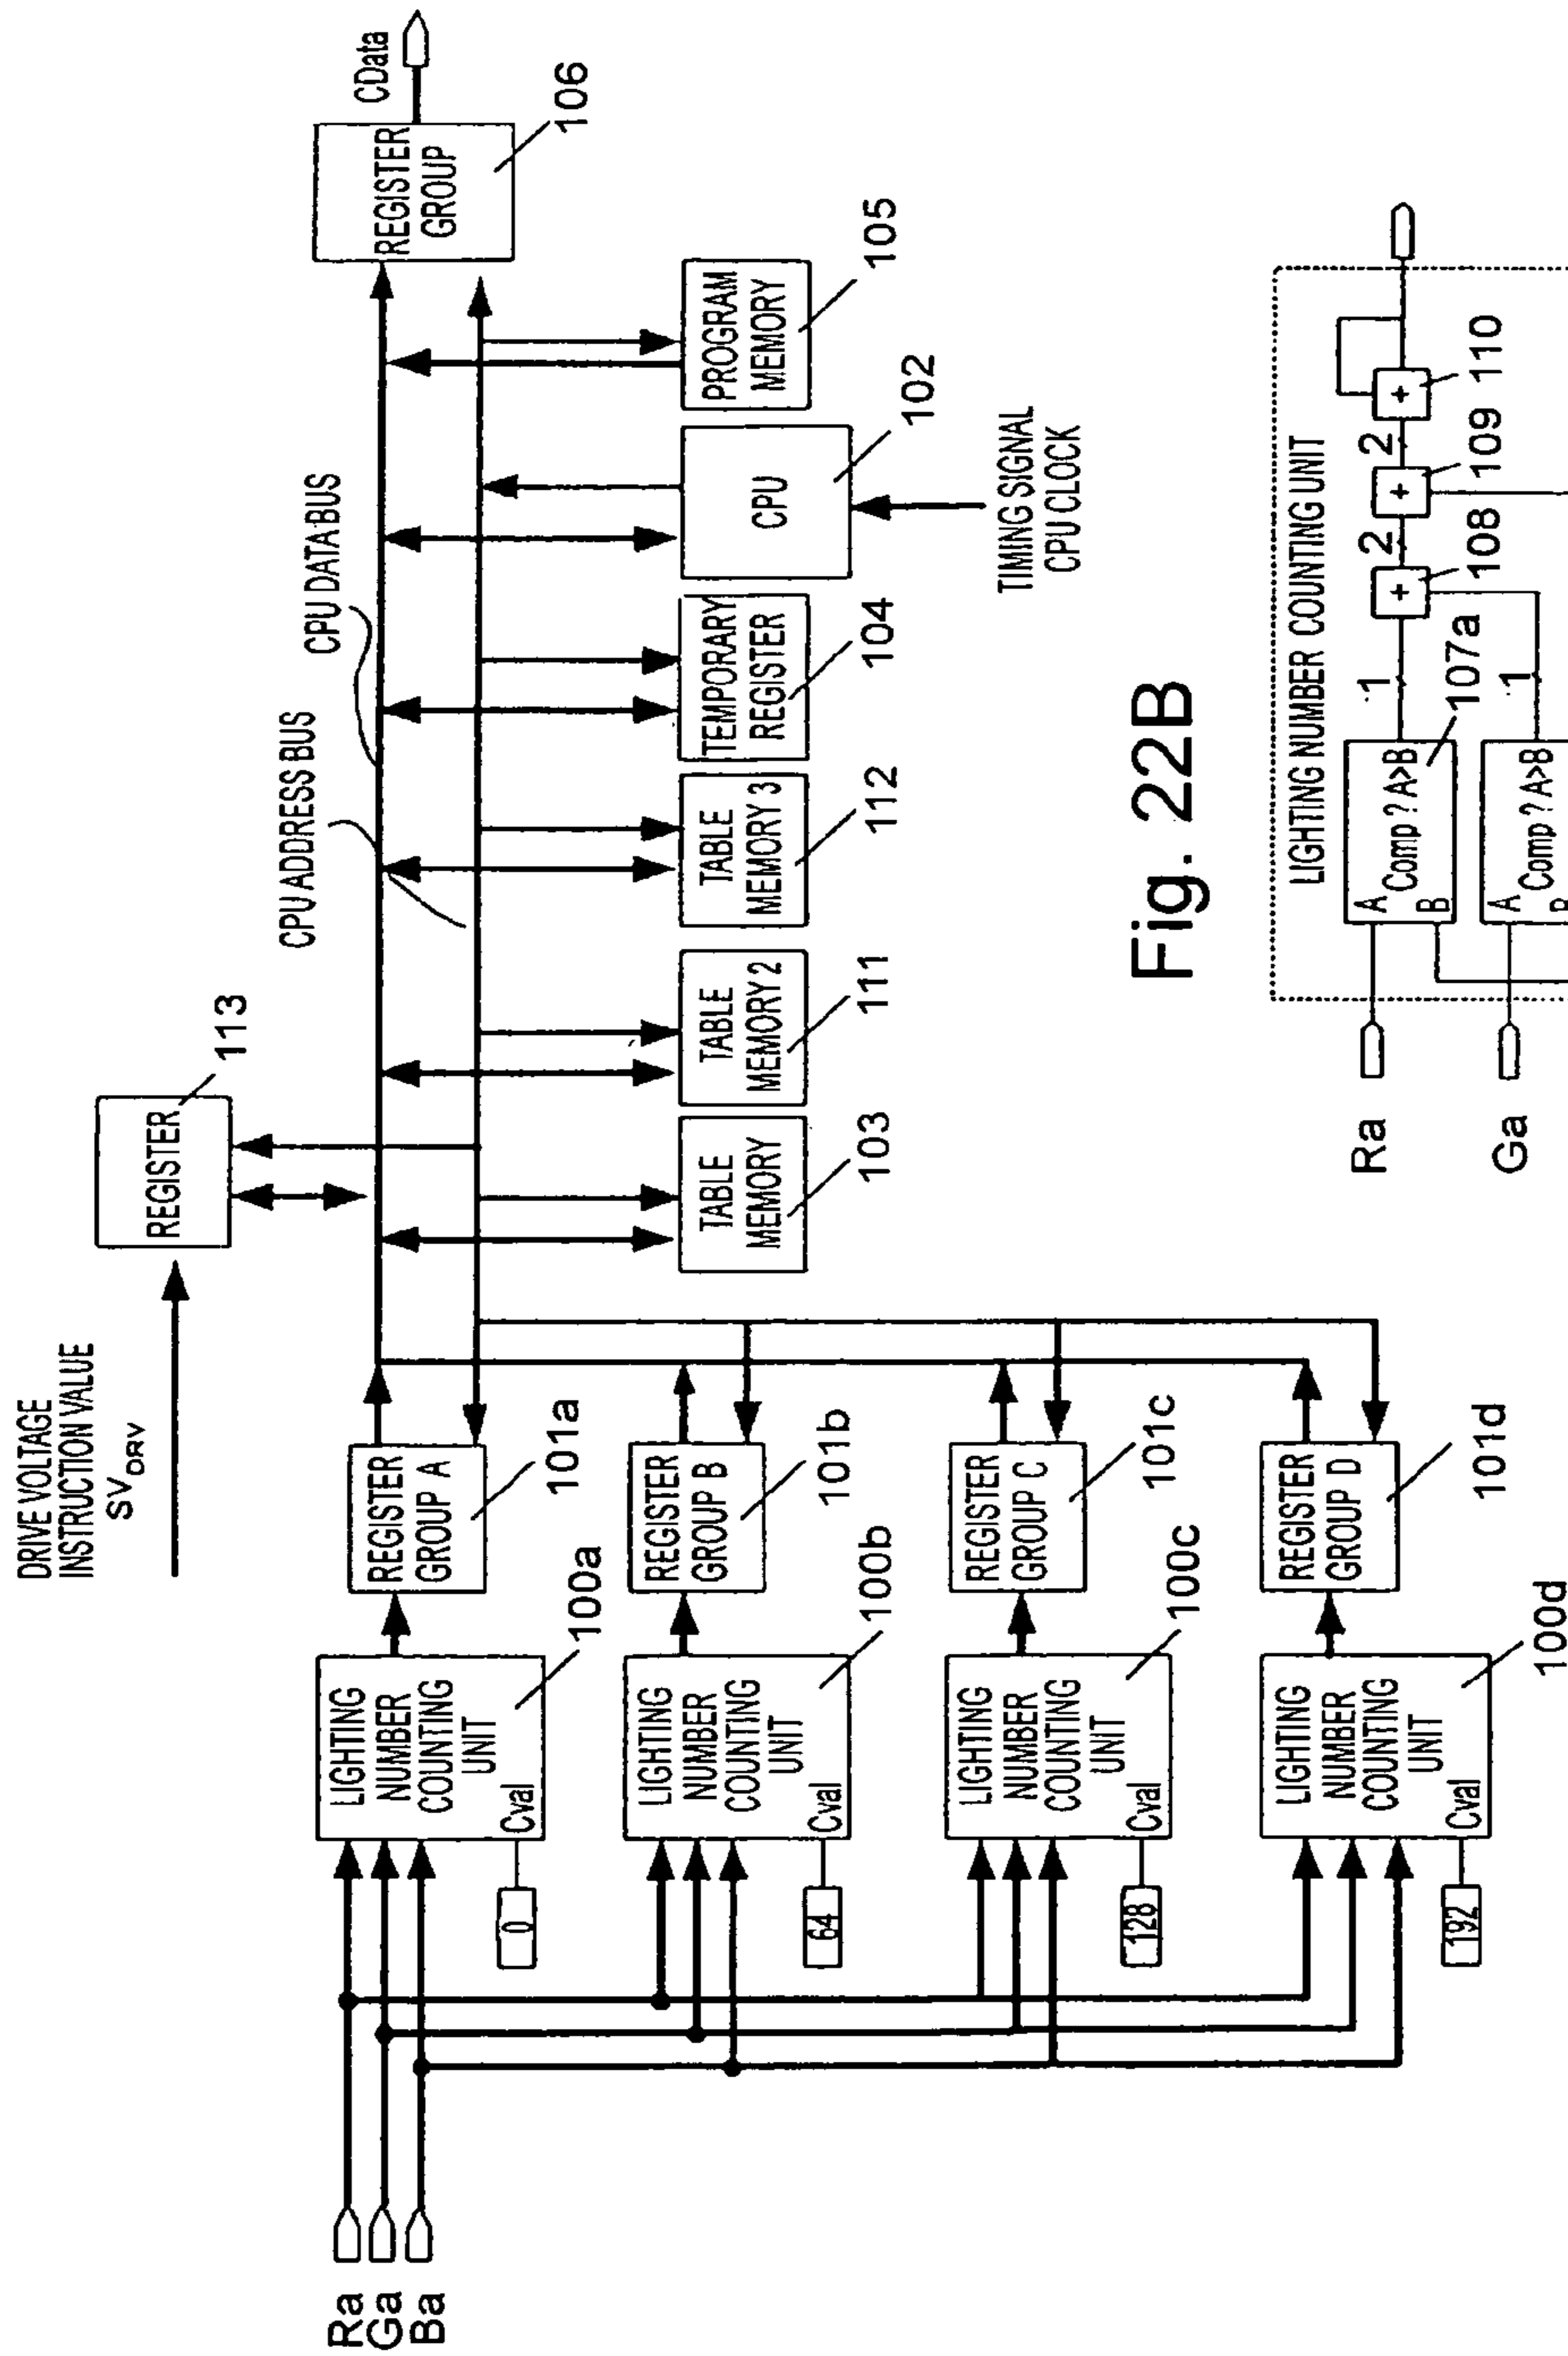 DRIVE VOLTAGE
INSTRUCTION VALUE
SVDRV
REGISTER
113
CPU ADDRESS BUS
CPU DATA BUS
CData
REGISTER
GROUP
106
Ra
Ga
Ba
LIGHTING
NUMBER
COUNTING
UNIT
Cval
0
100a
REGISTER
GROUP A
101a
LIGHTING
NUMBER
COUNTING
UNIT
Cval
64
100b
REGISTER
GROUP B
101b
LIGHTING
NUMBER
COUNTING
UNIT
Cval
128
100c
REGISTER
GROUP C
101c
LIGHTING
NUMBER
COUNTING
UNIT
Cval
192
100d
REGISTER
GROUP D
101d
TABLE
MEMORY
103
TABLE
MEMORY 2
111
TABLE
MEMORY 3
112
TEMPORARY
REGISTER
104
CPU
102
PROGRAM
MEMORY
105
TIMING SIGNAL
CPU CLOCK
Fig. 22B
LIGHTING NUMBER COUNTING UNIT
Ra
A
Comp ? A>B
B
107a
1
+
108
2
+
109
2
+
110
Ga
A
Comp ? A>B
1